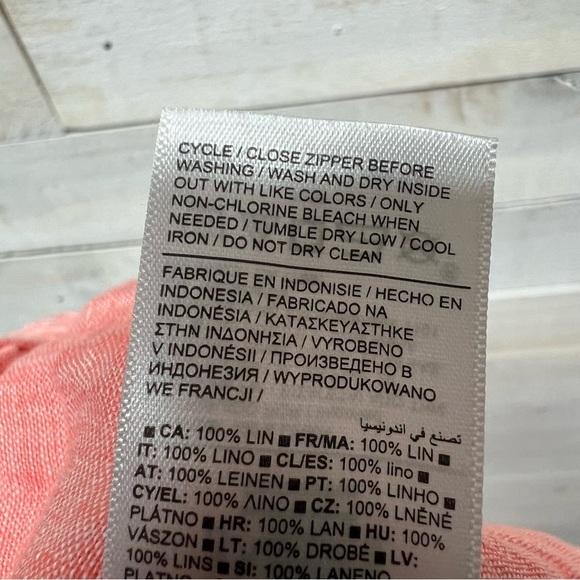 CYCLE / CLOSE ZIPPER BEFORE
WASHING / WASH AND DRY INSIDE
OUT WITH LIKE COLORS / ONLY
NON-CHLORINE BLEACH WHEN
NEEDED / TUMBLE DRY LOW / COOL
IRON / DO NOT DRY CLEAN
FABRIQUE EN INDONISIE / HECHO EN
INDONESIA / FABRICADO NA
INDONÉSIA / ΚΑΤΑΣΚΕΥΑΣΤΗΚΕ
ΣΤΗΝ ΙΝΔΟΝΗΣΙΑ / VYROBENO
V INDONÉSII / ПРОИЗВЕДЕНО В
ИНДОНЕЗИЯ / WYPRODUKOWANO
WE FRANCJI /
تصنع في اندونيسيا
■ CA: 100% LIN ■ FR/MA: 100% LIN ■
IT: 100% LINO ■ CL/ES: 100% lino ■
AT: 100% LEINEN ■ PT: 100% LINHO ■
CY/EL: 100% ΛΙΝΟ ■ CZ: 100% LNĚNÉ
PLÁTNO ■ HR: 100% LAN ■ HU: 100%
VÁSZON ■ LT: 100% DROBĖ ■ LV:
100% LINS ■ SI: 100% LANENO
PLATNO